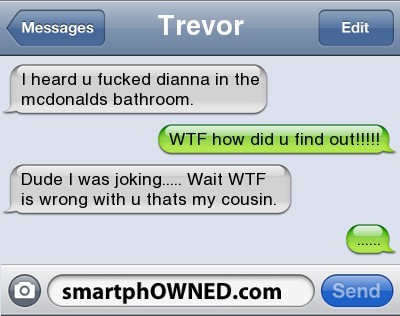 Messages
Trevor
Edit
I heard u fucked dianna in the
mcdonalds bathroom.
WTF how did u find out!!!!!
Dude I was joking..... Wait WTF
is wrong with u thats my cousin.
......
smartphOWNED.com
Send